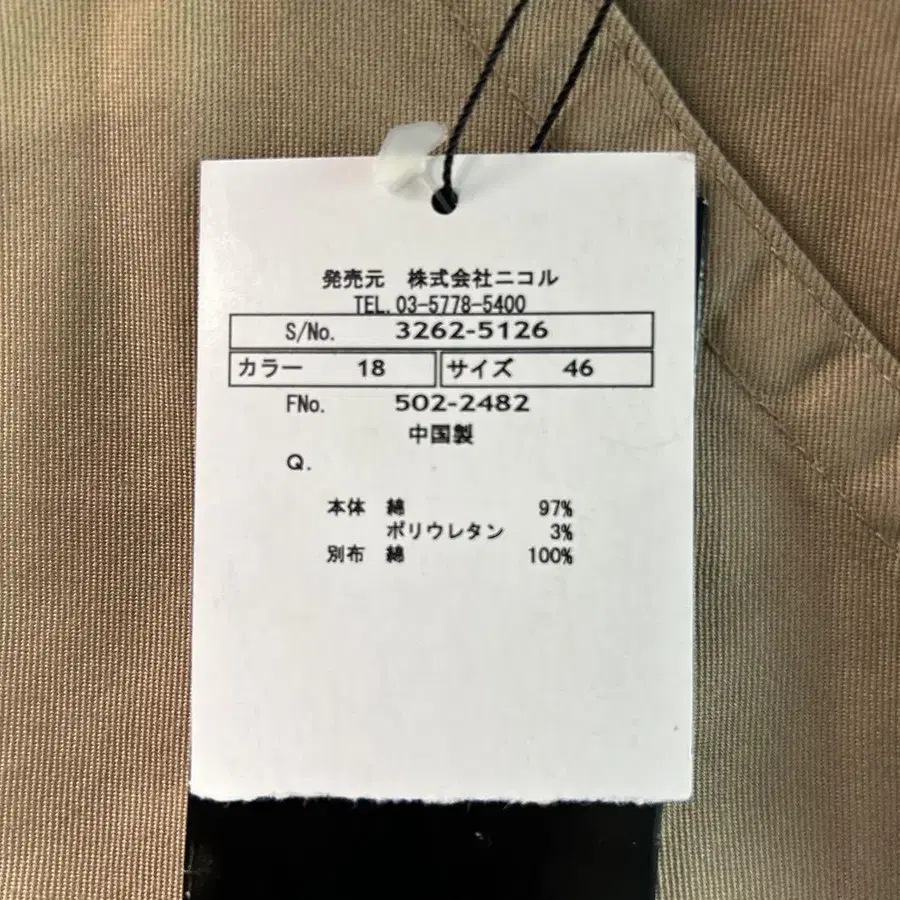 発売元 株式会社ニコル
TEL.03-5778-5400
S/No. 3262-5126
カラー 18 サイズ 46
FNo. 502-2482
中国製
Q.
本体 綿 97%
ポリウレタン 3%
別布 綿 100%